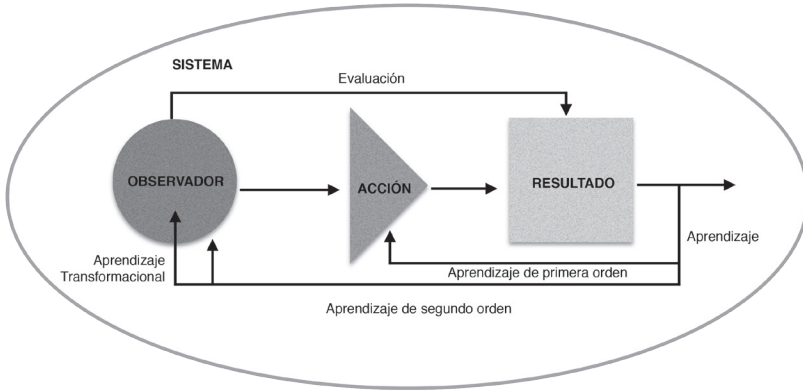 SISTEMA
Evaluación
OBSERVADOR
ACCIÓN
RESULTADO
Aprendizaje
Aprendizaje
Transformacional
Aprendizaje de primera orden
Aprendizaje de segundo orden